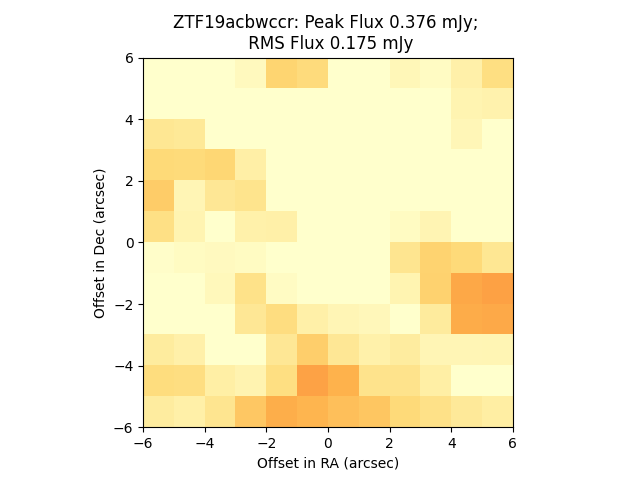 ZTF19acbwccr: Peak Flux 0.376 mJy;
RMS Flux 0.175 mJy
6
4
2
0
−2
−4
−6
Offset in Dec (arcsec)
−6 −4 −2 0 2 4 6
Offset in RA (arcsec)